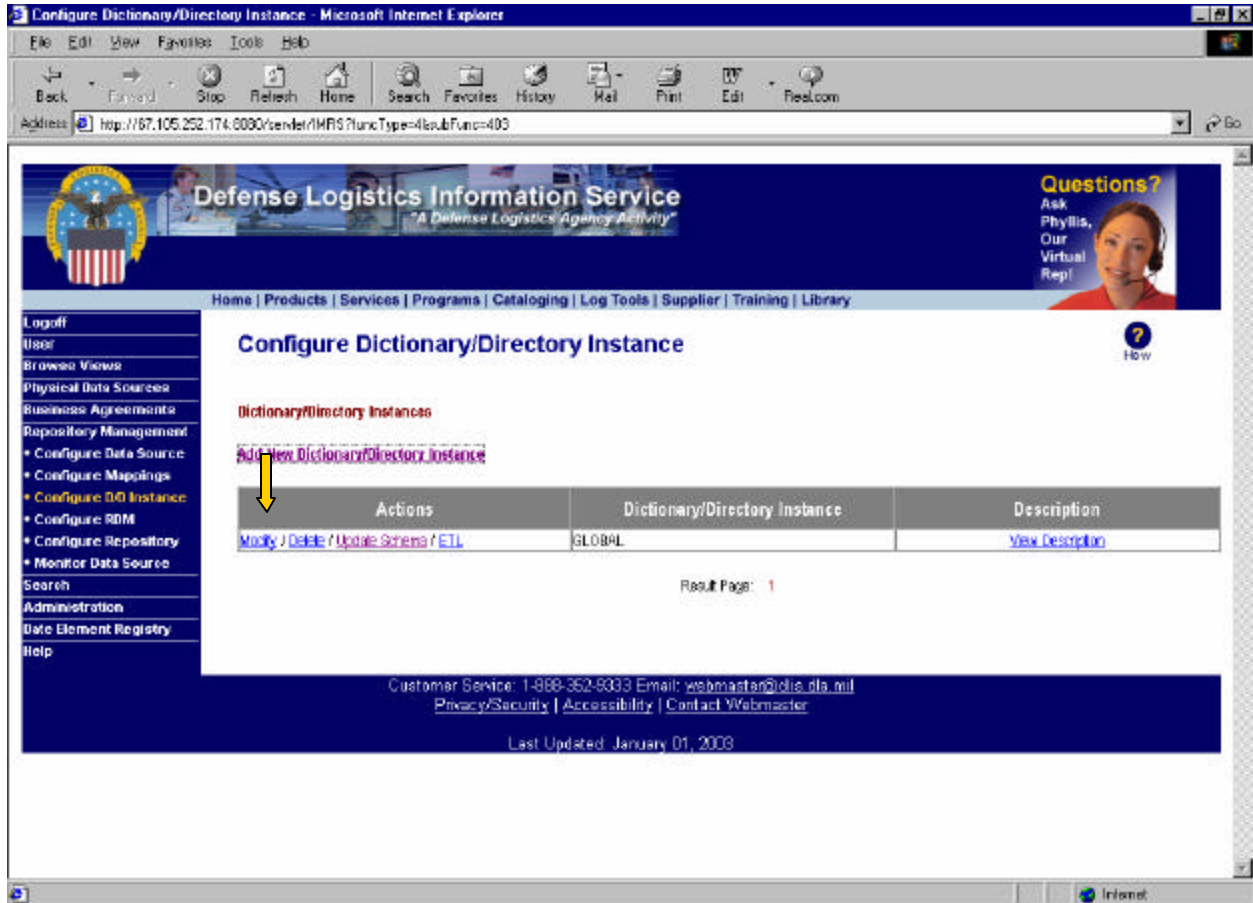 Configure Dictionary/Directory Instance - Microsoft Internet Explorer
File Edit View Favorites Tools Help
Back Forward Stop Refresh Home Search Favorites History Mail Print Edit Real.com
Address http://67.105.252.174:8080/servlet/IMRIS?funcType=4&subFunc=403 Go
Defense Logistics Information Service
"A Defense Logistics Agency Activity"
Questions?
Ask
Phyllis,
Our
Virtual
Rep!
Home | Products | Services | Programs | Cataloging | Log Tools | Supplier | Training | Library
Logoff
User
Browse Views
Physical Data Sources
Business Agreements
Repository Management
• Configure Data Source
• Configure Mappings
• Configure D/D Instance
• Configure RDM
• Configure Repository
• Monitor Data Source
Search
Administration
Date Element Registry
Help
Configure Dictionary/Directory Instance
?
How
Dictionary/Directory Instances
Add New Dictionary/Directory Instance
Actions Dictionary/Directory Instance Description
Modify / Delete / Update Schema / ETL GLOBAL View Description
Result Page: 1
Customer Service: 1-888-352-9333 Email: webmaster@dlis.dla.mil
Privacy/Security | Accessibility | Contact Webmaster
Last Updated: January 01, 2003
Internet